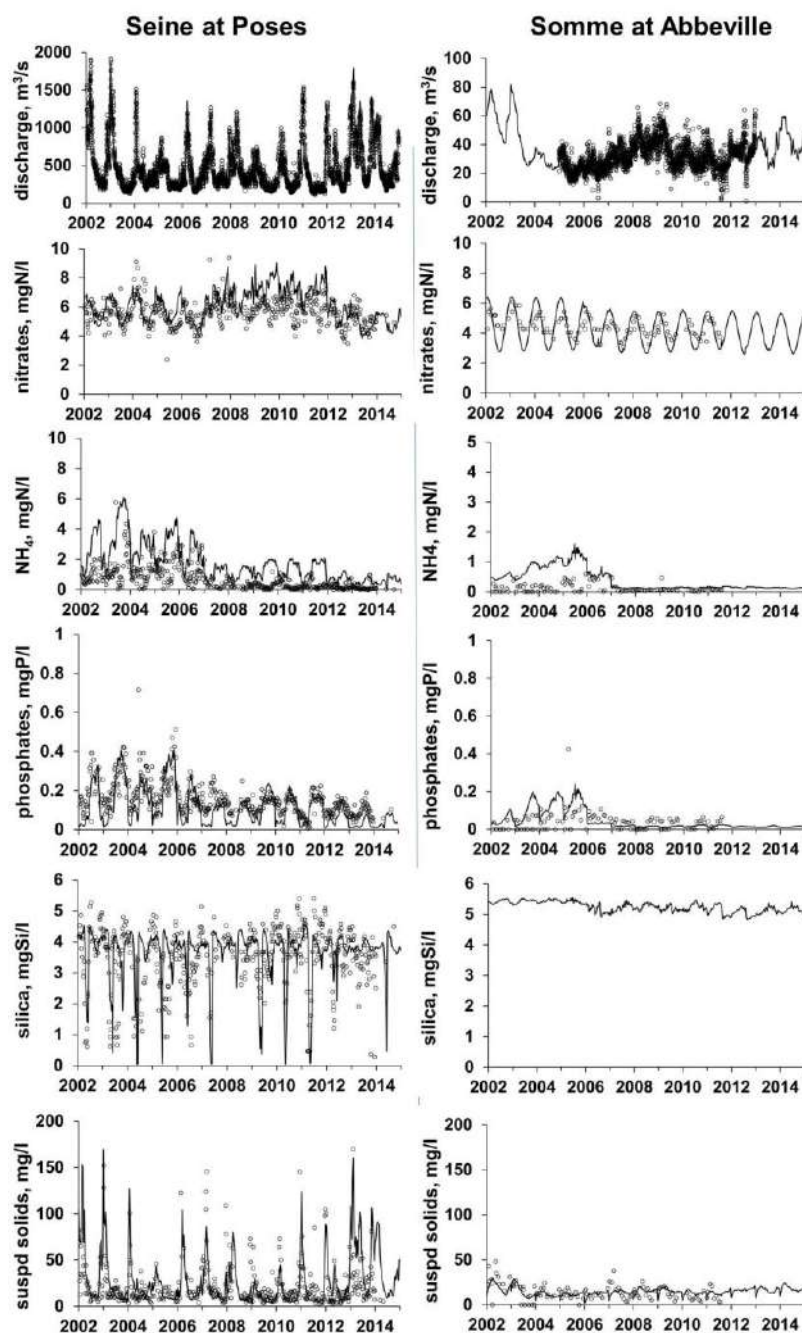 Seine at Poses
discharge, m³/s
2000
1500
1000
500
0
2002 2004 2006 2008 2010 2012 2014
nitrates, mgN/l
10
8
6
4
2
0
2002 2004 2006 2008 2010 2012 2014
NH₄, mgN/l
10
8
6
4
2
0
2002 2004 2006 2008 2010 2012 2014
phosphates, mgP/l
1
0.8
0.6
0.4
0.2
0
2002 2004 2006 2008 2010 2012 2014
silica, mgSi/l
6
5
4
3
2
1
0
2002 2004 2006 2008 2010 2012 2014
suspd solids, mg/l
200
150
100
50
0
2002 2004 2006 2008 2010 2012 2014
Somme at Abbeville
discharge, m³/s
100
80
60
40
20
0
2002 2004 2006 2008 2010 2012 2014
nitrates, mgN/l
10
8
6
4
2
0
2002 2004 2006 2008 2010 2012 2014
NH4, mgN/l
5
4
3
2
1
0
2002 2004 2006 2008 2010 2012 2014
phosphates, mgP/l
1
0.8
0.6
0.4
0.2
0
2002 2004 2006 2008 2010 2012 2014
silica, mgSi/l
6
5
4
3
2
1
0
2002 2004 2006 2008 2010 2012 2014
suspd solids, mg/l
200
150
100
50
0
2002 2004 2006 2008 2010 2012 2014